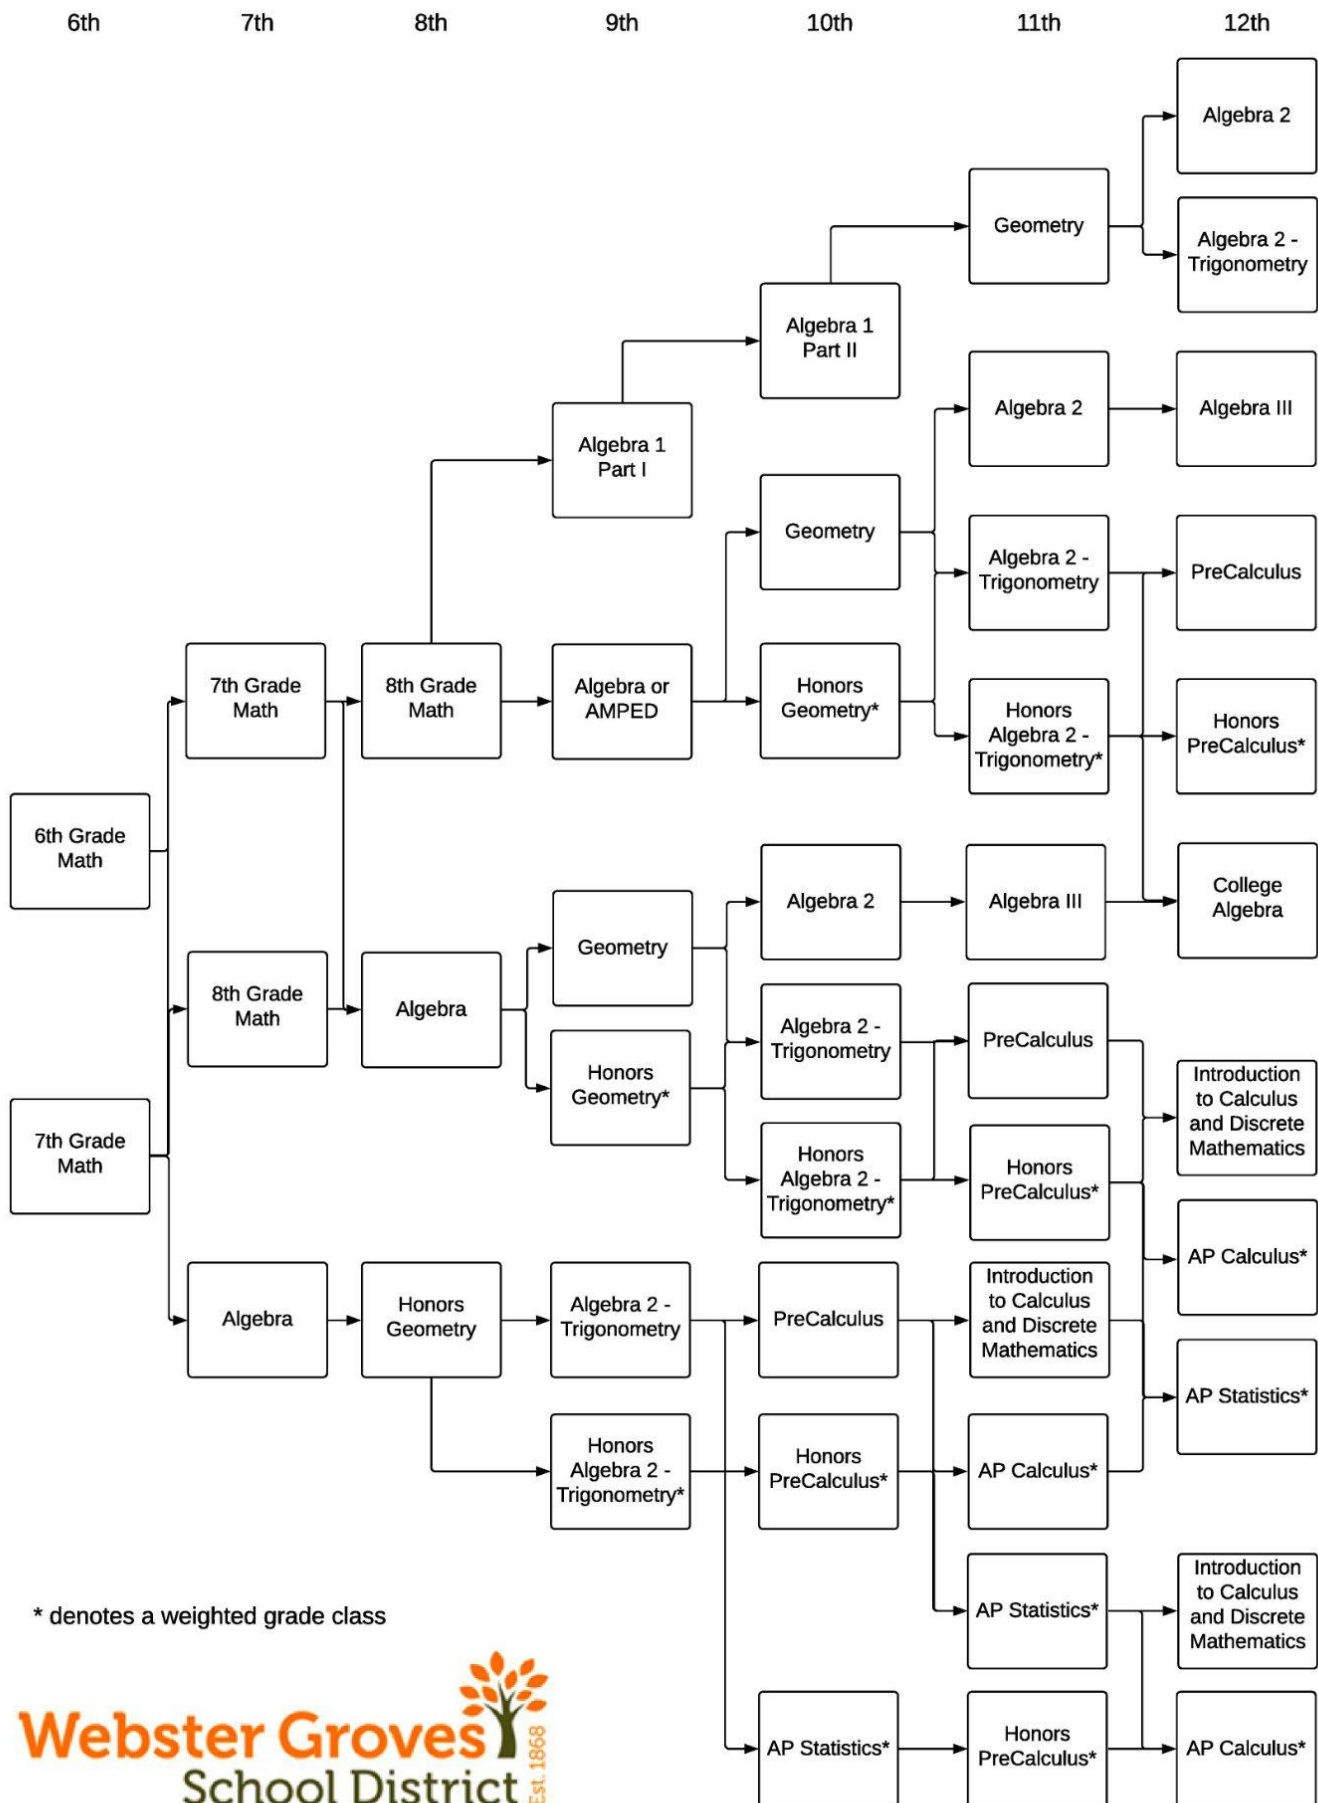 6th 7th 8th 9th 10th 11th 12th
Algebra 2
Geometry
Algebra 2 -
Trigonometry
Algebra 1
Part II
Algebra 2
Algebra III
Algebra 1
Part I
Geometry
Algebra 2 -
Trigonometry
PreCalculus
7th Grade
Math
8th Grade
Math
Algebra or
AMPED
Honors
Geometry*
Honors
Algebra 2 -
Trigonometry*
Honors
PreCalculus*
6th Grade
Math
Geometry
Algebra 2
Algebra III
College
Algebra
8th Grade
Math
Algebra
Algebra 2 -
Trigonometry
PreCalculus
Honors
Geometry*
Introduction
to Calculus
and Discrete
Mathematics
7th Grade
Math
Honors
Algebra 2 -
Trigonometry*
Honors
PreCalculus*
AP Calculus*
Algebra
Honors
Geometry
Algebra 2 -
Trigonometry
PreCalculus
Introduction
to Calculus
and Discrete
Mathematics
AP Statistics*
Honors
Algebra 2 -
Trigonometry*
Honors
PreCalculus*
AP Calculus*
AP Statistics*
Introduction
to Calculus
and Discrete
Mathematics
AP Statistics*
Honors
PreCalculus*
AP Calculus*
* denotes a weighted grade class
Webster Groves
School District
Est. 1868